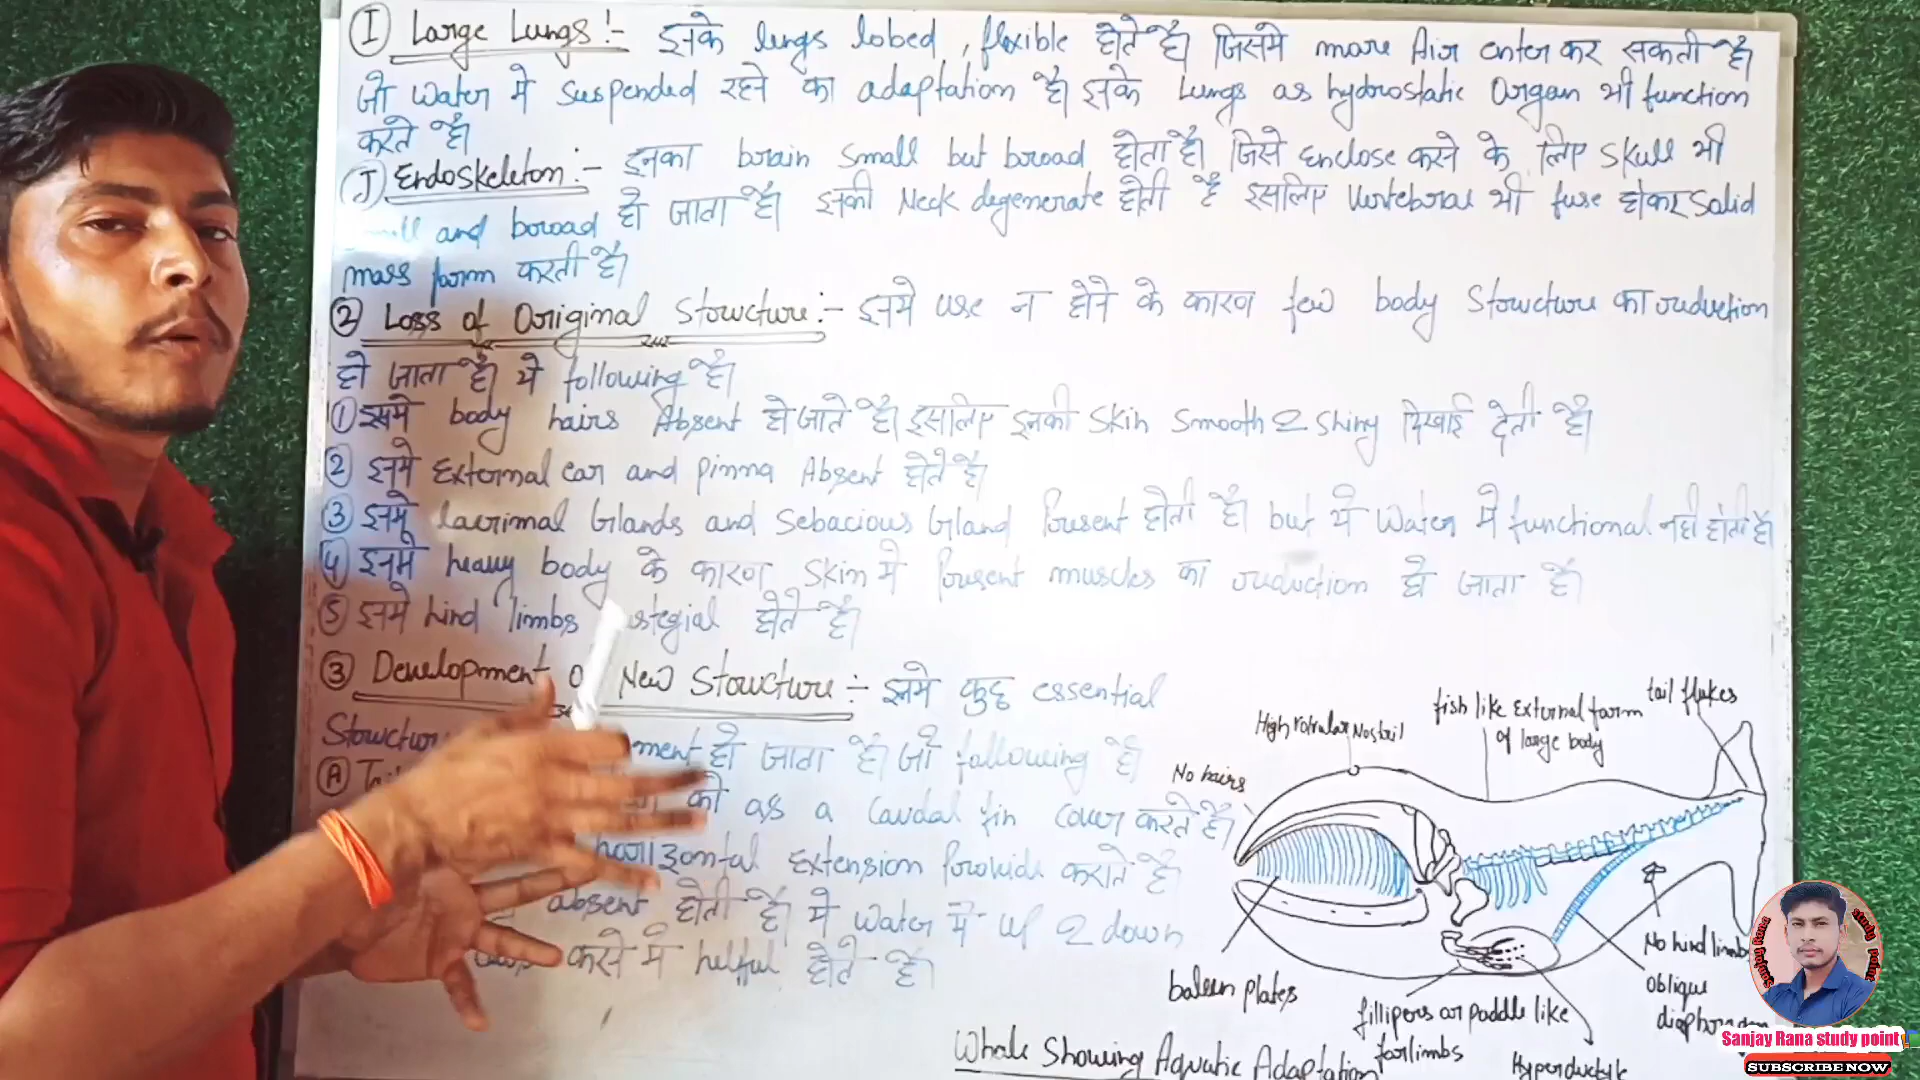 (I) Large Lungs :- इनके lungs lobed, flexible होते है। जिसमे more Air enter कर सकती है
जो water मे suspended रहने का adaptation है। इनके Lungs as hydrostatic organ भी function
करते है।
(J) Endoskeleton :- इनका brain small but broad होता है। जिसे enclose करने के लिए skull भी
and broad हो जाता है। इनकी Neck degenerate होती है इसलिए Vertebrae भी fuse होकर solid
mass form करती है।
② Loss of Original Structure :- इनमे use न होने के कारण few body structure का reduction
हो जाता है। ये following है।
① इनमे body hairs Absent हो जाते है। इसलिए इनकी Skin Smooth & Shiny दिखाई देती है।
② इनमे External ear and pinna Absent होते है।
③ इनमे lacrimal Glands and Sebacious Gland Present होती है। but ये Water मे functional नही होती है।
④ इनमे heavy body के कारण Skin मे Present muscles का reduction हो जाता है।
⑤ इनमे hind limbs होते है।
③ Development of New Structure :- इनमे कुछ essential
हो जाता है। जो following है।
(A)
को as a Caudal fin cover करते है।
horizontal Extension Provide कराते है
absent होती है। ये water मे up & down
करने मे helpful होते है।
High valvular Nostril
fish like External form
of large body
tail flukes
No hairs
baleen plates
fillipers or paddle like
forlimbs
No hind limbs
oblique
Whale Showing Aquatic Adaptation
Sanjay Rana study point
Sanjay Rana study point
SUBSCRIBE NOW